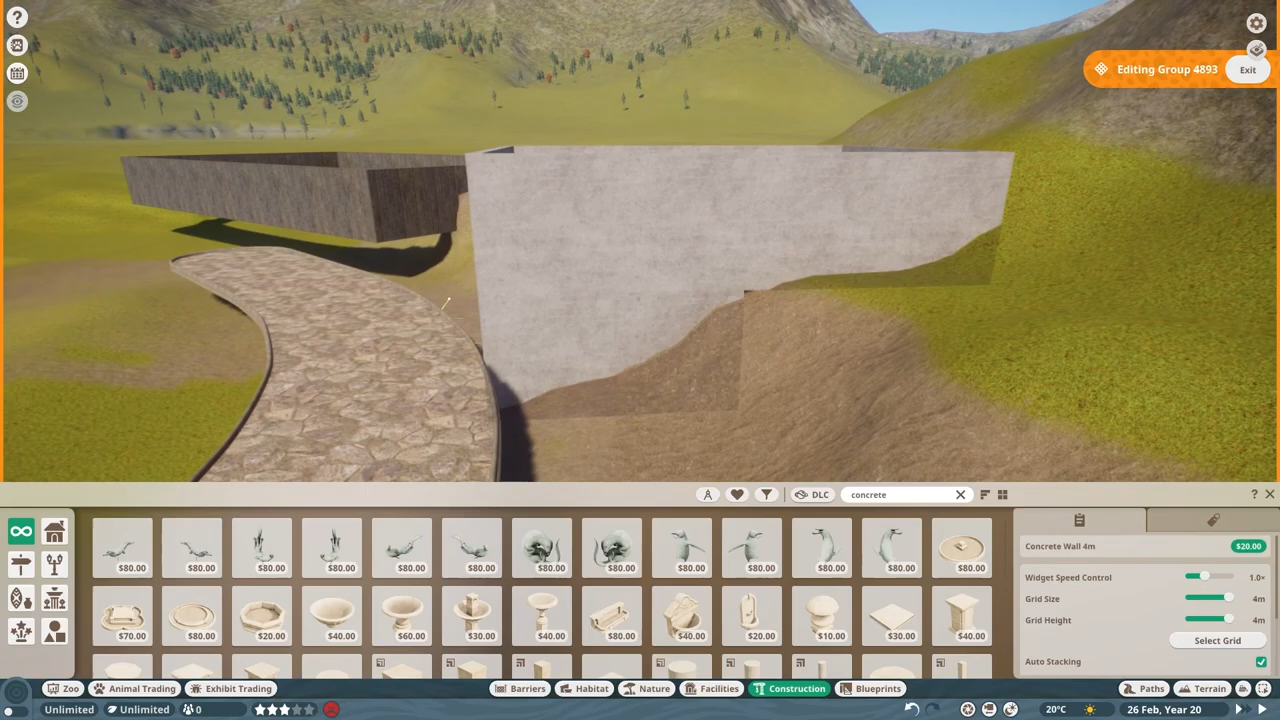 ?
Editing Group 4893
Exit
DLC
concrete
?
$80.00 $80.00 $80.00 $80.00 $80.00 $80.00 $80.00 $80.00 $80.00 $80.00 $80.00 $80.00 $80.00
$70.00 $80.00 $20.00 $40.00 $60.00 $30.00 $40.00 $80.00 $40.00 $20.00 $10.00 $30.00 $40.00
Concrete Wall 4m $20.00
Widget Speed Control 1.0×
Grid Size 4m
Grid Height 4m
Select Grid
Auto Stacking
Zoo Animal Trading Exhibit Trading Barriers Habitat Nature Facilities Construction Blueprints Paths Terrain
Unlimited Unlimited 0 20°C 26 Feb, Year 20